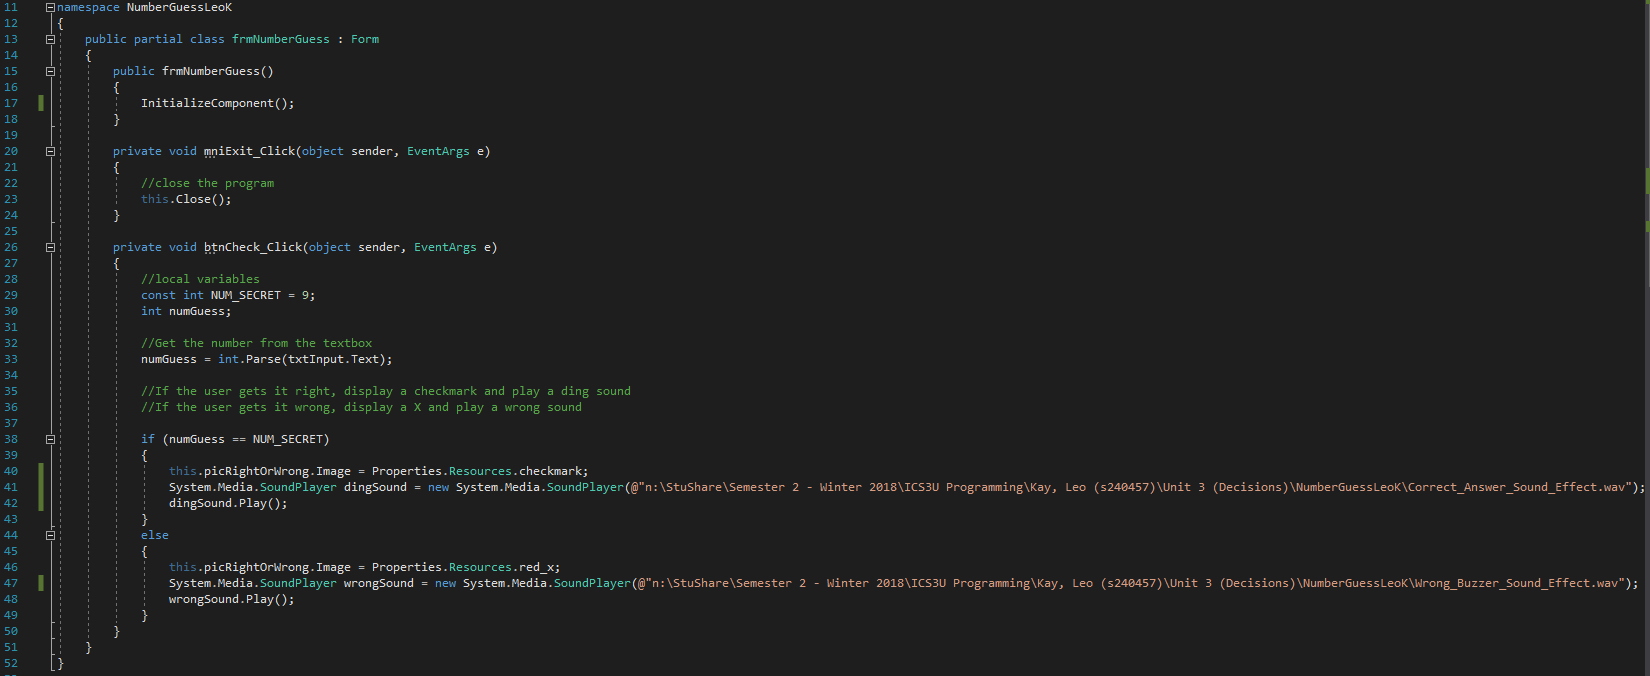 11 namespace NumberGuessLeoK
12 {
13 public partial class frmNumberGuess : Form
14 {
15 public frmNumberGuess()
16 {
17 InitializeComponent();
18 }
19
20 private void mniExit_Click(object sender, EventArgs e)
21 {
22 //close the program
23 this.Close();
24 }
25
26 private void btnCheck_Click(object sender, EventArgs e)
27 {
28 //local variables
29 const int NUM_SECRET = 9;
30 int numGuess;
31
32 //Get the number from the textbox
33 numGuess = int.Parse(txtInput.Text);
34
35 //If the user gets it right, display a checkmark and play a ding sound
36 //If the user gets it wrong, display a X and play a wrong sound
37
38 if (numGuess == NUM_SECRET)
39 {
40 this.picRightOrWrong.Image = Properties.Resources.checkmark;
41 System.Media.SoundPlayer dingSound = new System.Media.SoundPlayer(@"n:\StuShare\Semester 2 - Winter 2018\ICS3U Programming\Kay, Leo (s240457)\Unit 3 (Decisions)\NumberGuessLeoK\Correct_Answer_Sound_Effect.wav");
42 dingSound.Play();
43 }
44 else
45 {
46 this.picRightOrWrong.Image = Properties.Resources.red_x;
47 System.Media.SoundPlayer wrongSound = new System.Media.SoundPlayer(@"n:\StuShare\Semester 2 - Winter 2018\ICS3U Programming\Kay, Leo (s240457)\Unit 3 (Decisions)\NumberGuessLeoK\Wrong_Buzzer_Sound_Effect.wav");
48 wrongSound.Play();
49 }
50 }
51 }
52 }